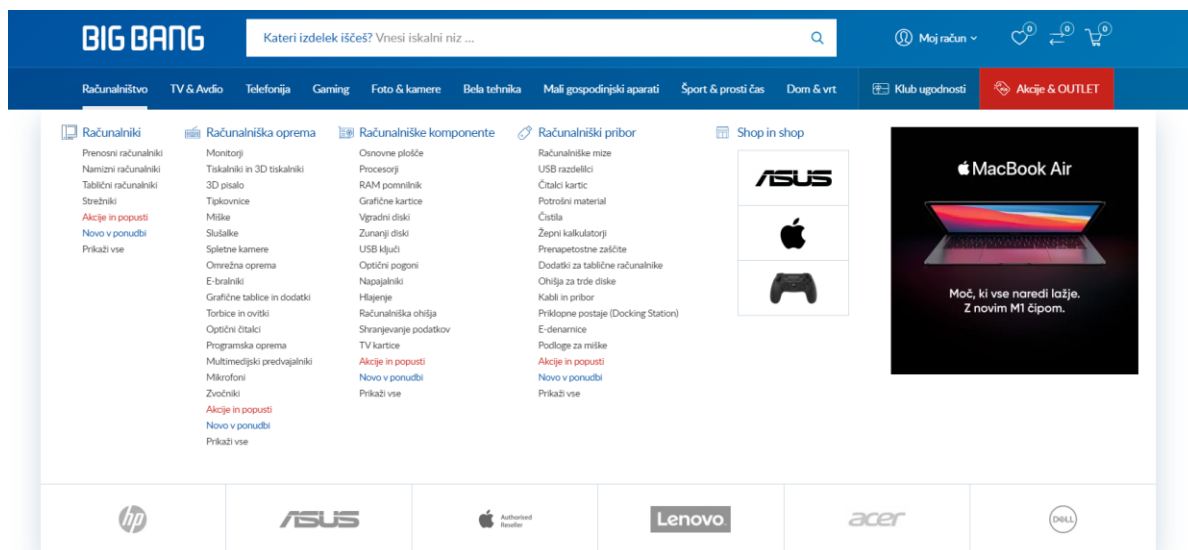 BIG BANG
Kateri izdelek iščeš? Vnesi iskalni niz ...
Moj račun
0
0
0
Računalništvo
TV & Avdio
Telefonija
Gaming
Foto & kamere
Bela tehnika
Mali gospodinjski aparati
Šport & prosti čas
Dom & vrt
Klub ugodnosti
Akcije & OUTLET
Računalniki
Prenosni računalniki
Namizni računalniki
Tablični računalniki
Strežniki
Akcije in popusti
Novo v ponudbi
Prikaži vse
Računalniška oprema
Monitorji
Tiskalniki in 3D tiskalniki
3D pisalo
Tipkovnice
Miške
Slušalke
Spletne kamere
Omrežna oprema
E-bralniki
Grafične tablice in dodatki
Torbice in ovitki
Optični čitalci
Programska oprema
Multimedijski predvajalniki
Mikrofoni
Zvočniki
Akcije in popusti
Novo v ponudbi
Prikaži vse
Računalniške komponente
Osnovne plošče
Procesorji
RAM pomnilnik
Grafične kartice
Vgradni diski
Zunanji diski
USB ključi
Optični pogoni
Napajalniki
Hlajenje
Računalniška ohišja
Shranjevanje podatkov
TV kartice
Akcije in popusti
Novo v ponudbi
Prikaži vse
Računalniški pribor
Računalniške mize
USB razdelilci
Čitalci kartic
Potrošni material
Čistila
Žepni kalkulatorji
Prenapetostne zaščite
Dodatki za tablične računalnike
Ohišja za trde diske
Kabli in pribor
Priklopne postaje (Docking Station)
E-denarnice
Podloge za miške
Akcije in popusti
Novo v ponudbi
Prikaži vse
Shop in shop
ASUS
MacBook Air
Moč, ki vse naredi lažje.
Z novim M1 čipom.
hp
ASUS
Authorised
Reseller
Lenovo
acer
DELL